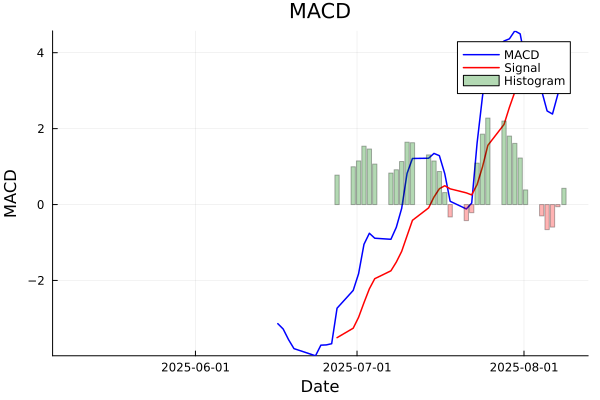 MACD
MACD
4
2
0
−2
MACD
Signal
Histogram
2025-06-01
2025-07-01
2025-08-01
Date